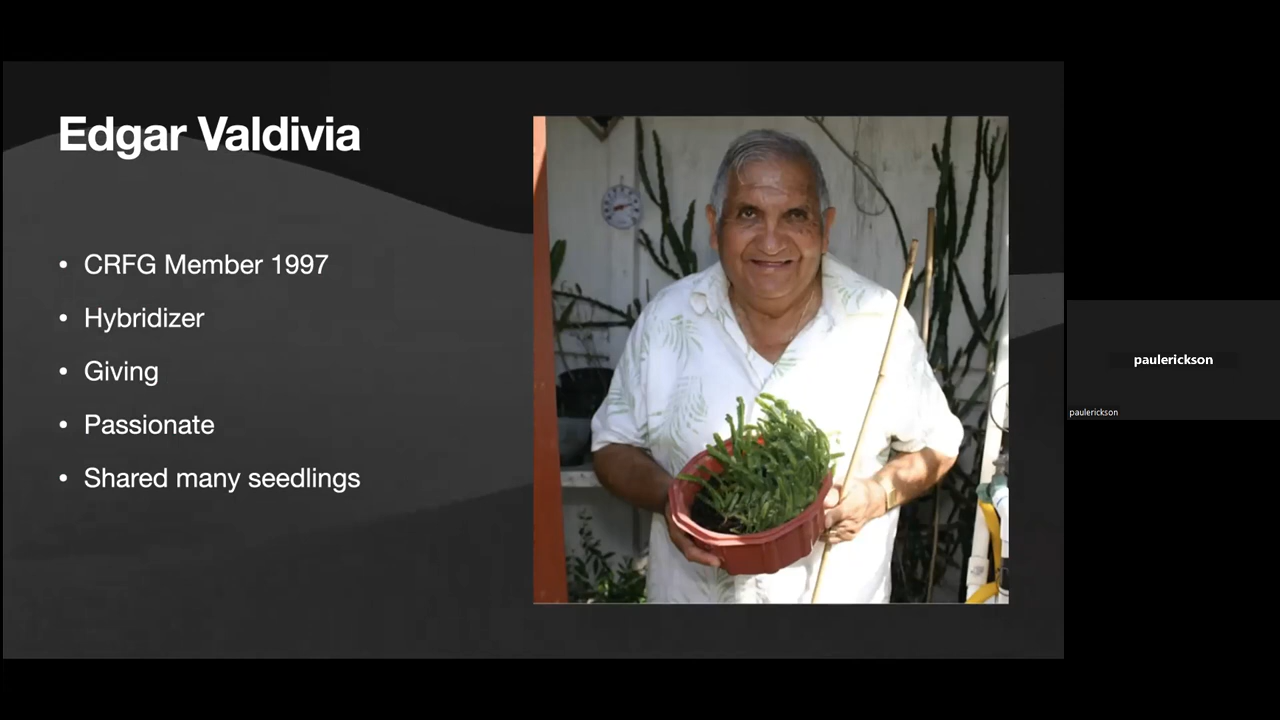 Edgar Valdivia
• CRFG Member 1997
• Hybridizer
• Giving
• Passionate
• Shared many seedlings
paulerickson
paulerickson